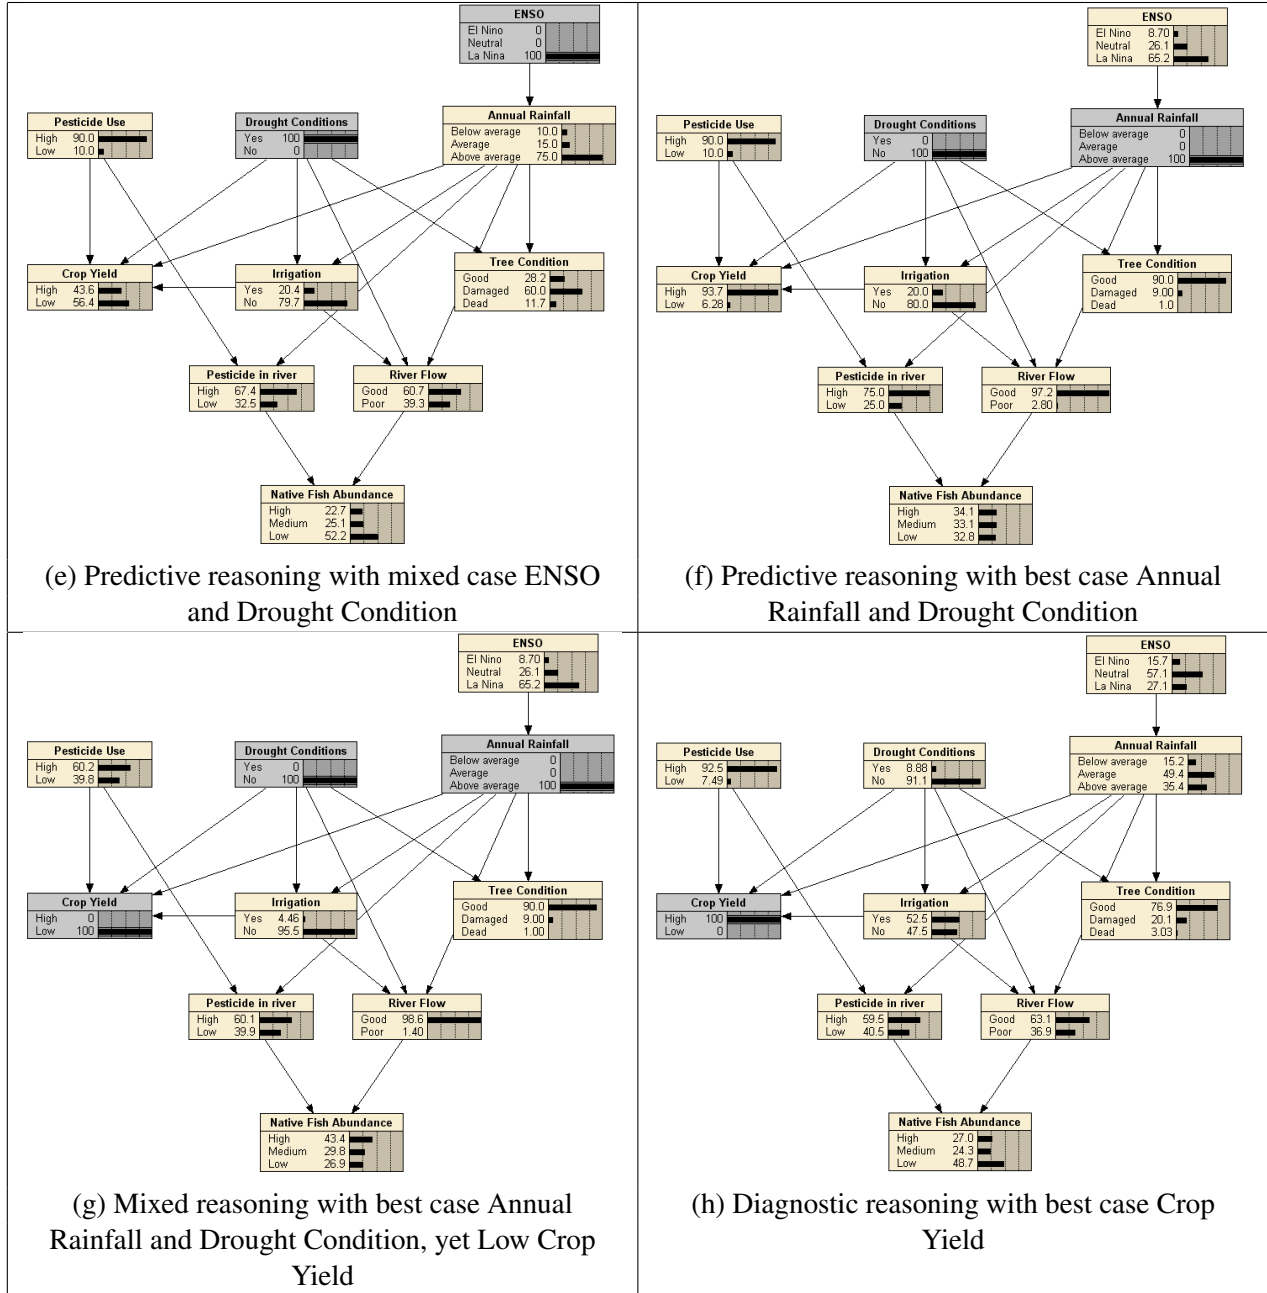 ENSO
El Nino 0
Neutral 0
La Nina 100
Pesticide Use
High 90.0
Low 10.0
Drought Conditions
Yes 100
No 0
Annual Rainfall
Below average 10.0
Average 15.0
Above average 75.0
Crop Yield
High 43.6
Low 56.4
Irrigation
Yes 20.4
No 79.7
Tree Condition
Good 28.2
Damaged 60.0
Dead 11.7
Pesticide in river
High 67.4
Low 32.5
River Flow
Good 60.7
Poor 39.3
Native Fish Abundance
High 22.7
Medium 25.1
Low 52.2
(e) Predictive reasoning with mixed case ENSO
and Drought Condition
ENSO
El Nino 8.70
Neutral 26.1
La Nina 65.2
Pesticide Use
High 90.0
Low 10.0
Drought Conditions
Yes 0
No 100
Annual Rainfall
Below average 0
Average 0
Above average 100
Crop Yield
High 93.7
Low 6.28
Irrigation
Yes 20.0
No 80.0
Tree Condition
Good 90.0
Damaged 9.00
Dead 1.0
Pesticide in river
High 75.0
Low 25.0
River Flow
Good 97.2
Poor 2.80
Native Fish Abundance
High 34.1
Medium 33.1
Low 32.8
(f) Predictive reasoning with best case Annual
Rainfall and Drought Condition
ENSO
El Nino 8.70
Neutral 26.1
La Nina 65.2
Pesticide Use
High 60.2
Low 39.8
Drought Conditions
Yes 0
No 100
Annual Rainfall
Below average 0
Average 0
Above average 100
Crop Yield
High 0
Low 100
Irrigation
Yes 4.46
No 95.5
Tree Condition
Good 90.0
Damaged 9.00
Dead 1.00
Pesticide in river
High 60.1
Low 39.9
River Flow
Good 98.6
Poor 1.40
Native Fish Abundance
High 43.4
Medium 29.8
Low 26.9
(g) Mixed reasoning with best case Annual
Rainfall and Drought Condition, yet Low Crop
Yield
ENSO
El Nino 15.7
Neutral 57.1
La Nina 27.1
Pesticide Use
High 92.5
Low 7.49
Drought Conditions
Yes 8.88
No 91.1
Annual Rainfall
Below average 15.2
Average 49.4
Above average 35.4
Crop Yield
High 100
Low 0
Irrigation
Yes 52.5
No 47.5
Tree Condition
Good 76.9
Damaged 20.1
Dead 3.03
Pesticide in river
High 59.5
Low 40.5
River Flow
Good 63.1
Poor 36.9
Native Fish Abundance
High 27.0
Medium 24.3
Low 48.7
(h) Diagnostic reasoning with best case Crop
Yield